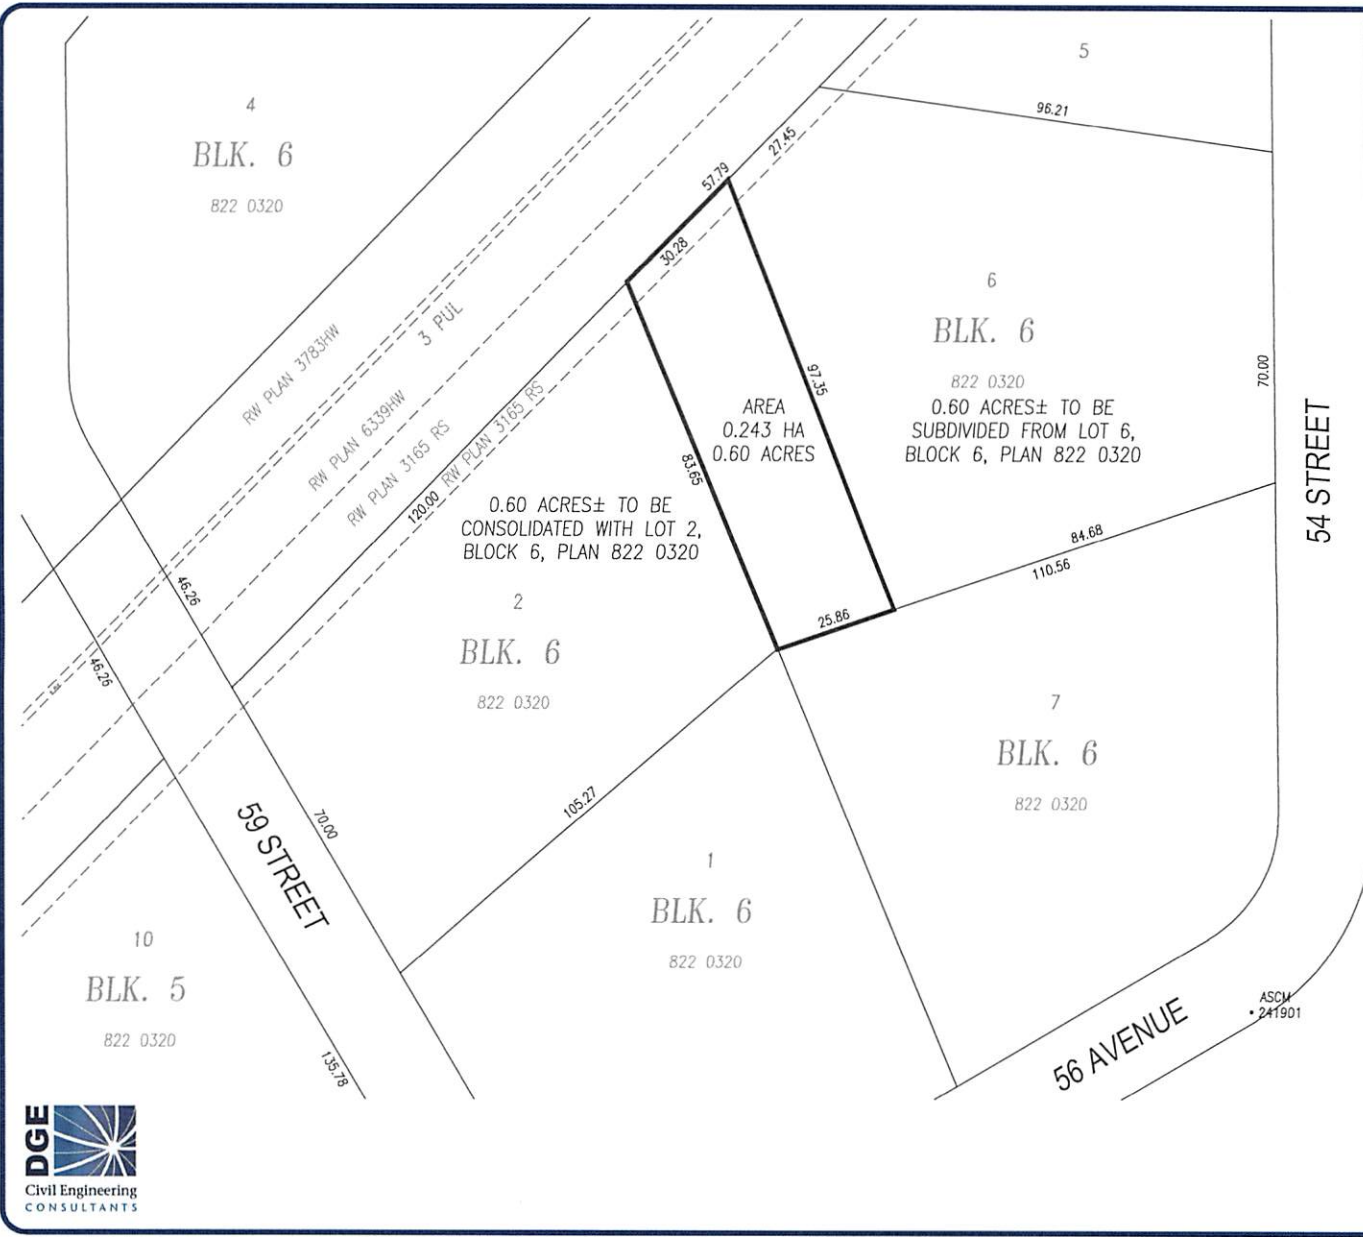 5
96.21
4
BLK. 6
822 0320
27.45
57.79
30.28
3 PUL
RW PLAN 3783HW
RW PLAN 6339HW
RW PLAN 3165 RS
RW PLAN 3165 RS
120.00
6
BLK. 6
822 0320
0.60 ACRES± TO BE
SUBDIVIDED FROM LOT 6,
BLOCK 6, PLAN 822 0320
70.00
54 STREET
97.35
AREA
0.243 HA
0.60 ACRES
83.65
0.60 ACRES± TO BE
CONSOLIDATED WITH LOT 2,
BLOCK 6, PLAN 822 0320
2
BLK. 6
822 0320
84.68
110.56
25.86
46.26
46.26
7
BLK. 6
822 0320
105.27
70.00
59 STREET
1
BLK. 6
822 0320
10
BLK. 5
822 0320
135.78
56 AVENUE
ASCM
241901
DGE
Civil Engineering
CONSULTANTS